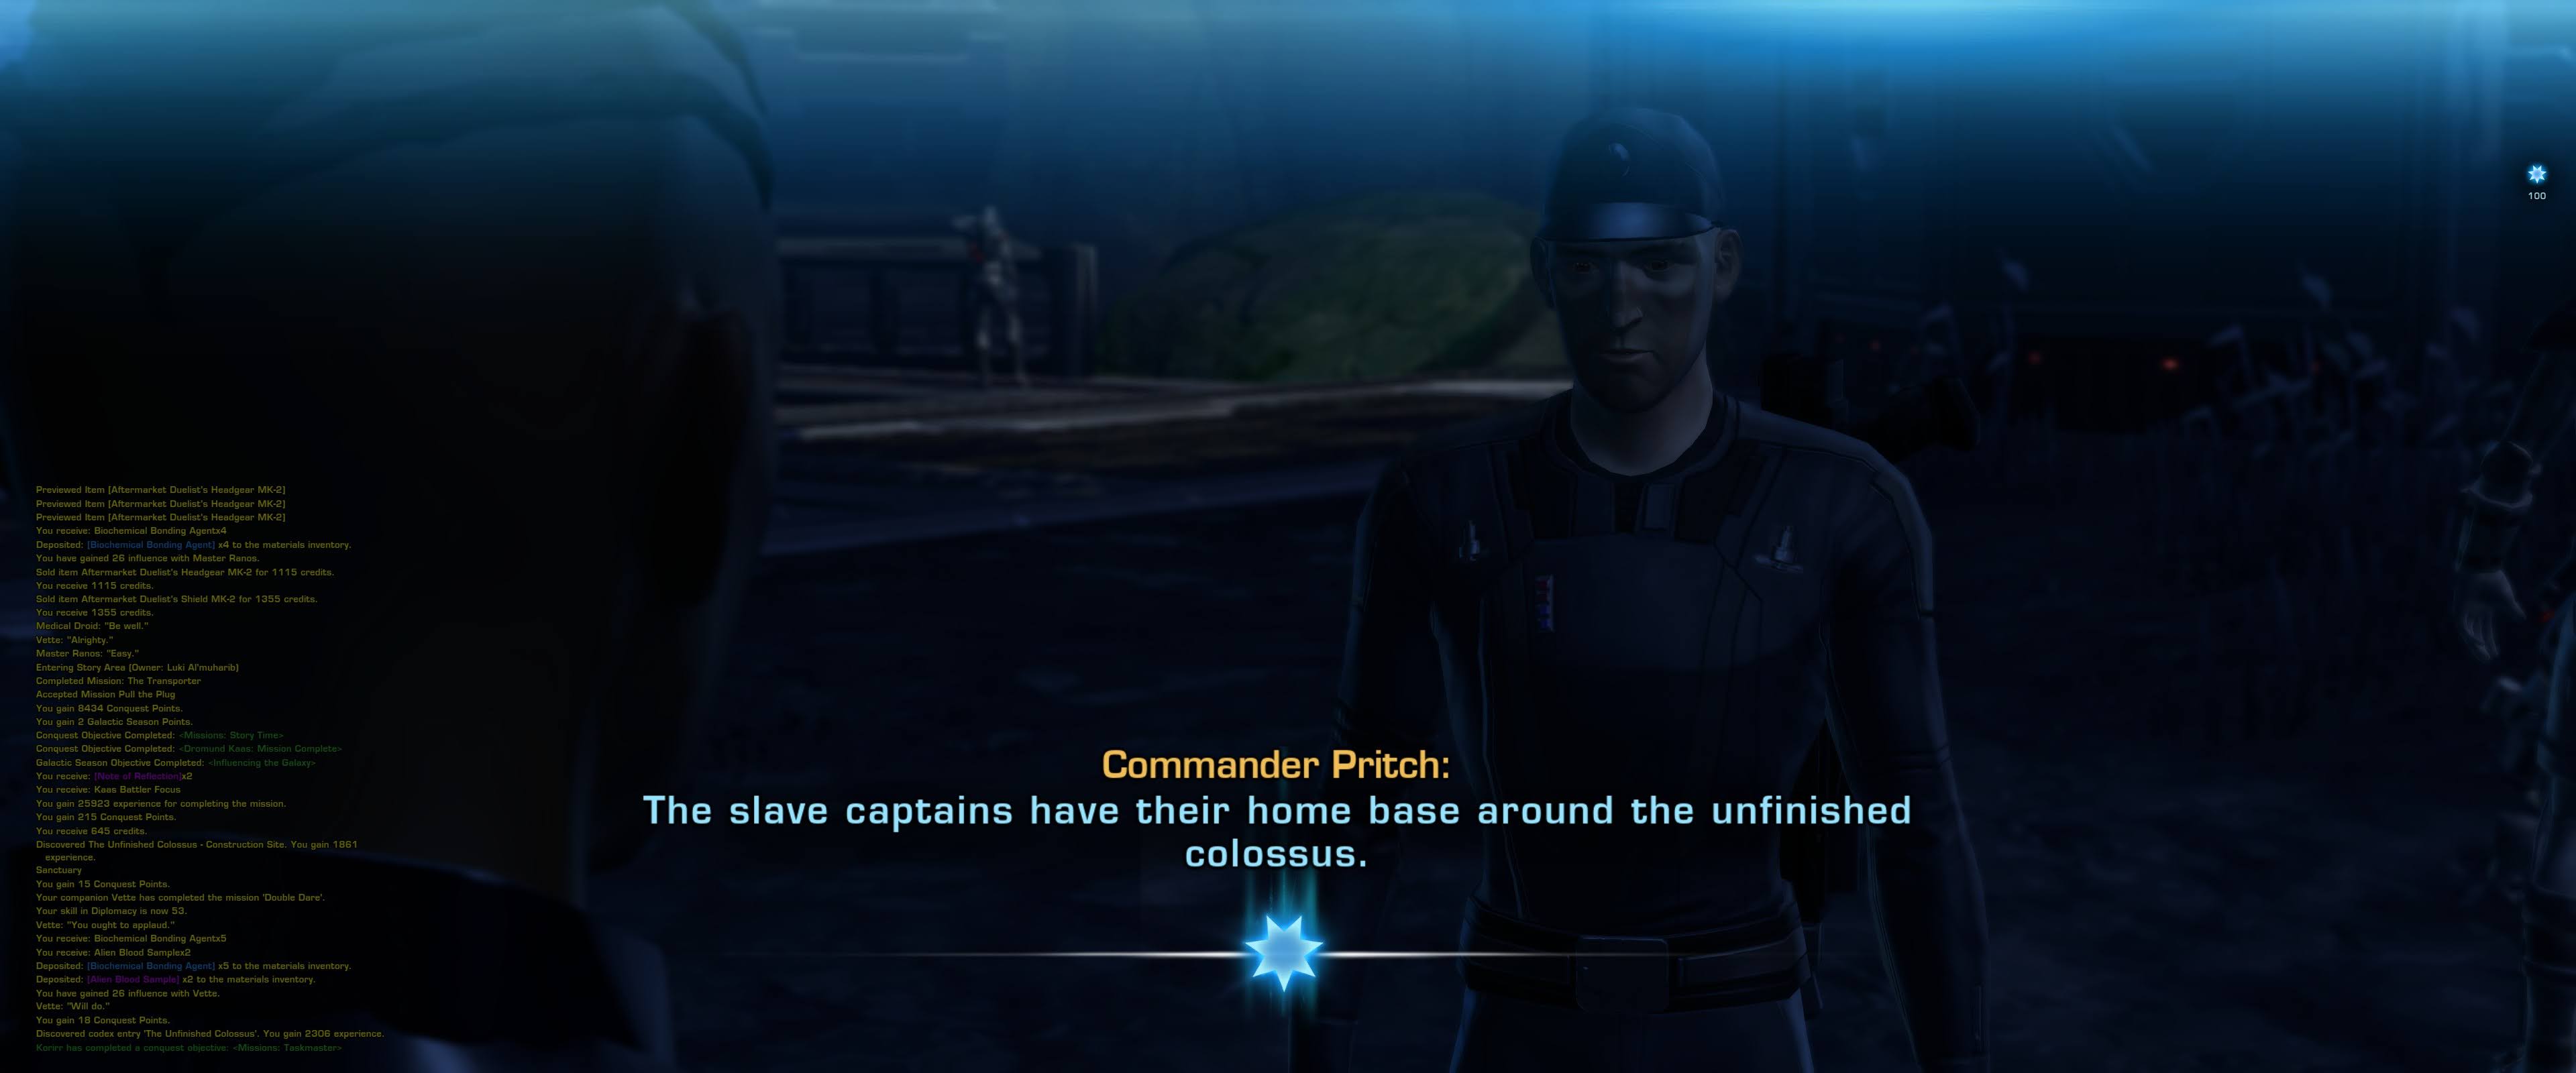 100
Previewed Item [Aftermarket Duelist's Headgear MK-2]
Previewed Item [Aftermarket Duelist's Headgear MK-2]
Previewed Item [Aftermarket Duelist's Headgear MK-2]
You receive: Biochemical Bonding Agentx4
Deposited: [Biochemical Bonding Agent] x4 to the materials inventory.
You have gained 26 influence with Master Ranos.
Sold item Aftermarket Duelist's Headgear MK-2 for 1115 credits.
You receive 1115 credits.
Sold item Aftermarket Duelist's Shield MK-2 for 1355 credits.
You receive 1355 credits.
Medical Droid: "Be well."
Vette: "Alrighty."
Master Ranos: "Easy."
Entering Story Area (Owner: Luki Al'muharib)
Completed Mission: The Transporter
Accepted Mission Pull the Plug
You gain 8434 Conquest Points.
You gain 2 Galactic Season Points.
Conquest Objective Completed: <Missions: Story Time>
Conquest Objective Completed: <Dromund Kaas: Mission Complete>
Galactic Season Objective Completed: <Influencing the Galaxy>
You receive: [Note of Reflection]x2
You receive: Kaas Battler Focus
You gain 25923 experience for completing the mission.
You gain 215 Conquest Points.
You receive 645 credits.
Discovered The Unfinished Colossus - Construction Site. You gain 1861
experience.
Sanctuary
You gain 15 Conquest Points.
Your companion Vette has completed the mission 'Double Dare'.
Your skill in Diplomacy is now 53.
Vette: "You ought to applaud."
You receive: Biochemical Bonding Agentx5
You receive: Alien Blood Samplex2
Deposited: [Biochemical Bonding Agent] x5 to the materials inventory.
Deposited: [Alien Blood Sample] x2 to the materials inventory.
You have gained 26 influence with Vette.
Vette: "Will do."
You gain 18 Conquest Points.
Discovered codex entry 'The Unfinished Colossus'. You gain 2306 experience.
Korirr has completed a conquest objective: <Missions: Taskmaster>
Commander Pritch:
The slave captains have their home base around the unfinished
colossus.